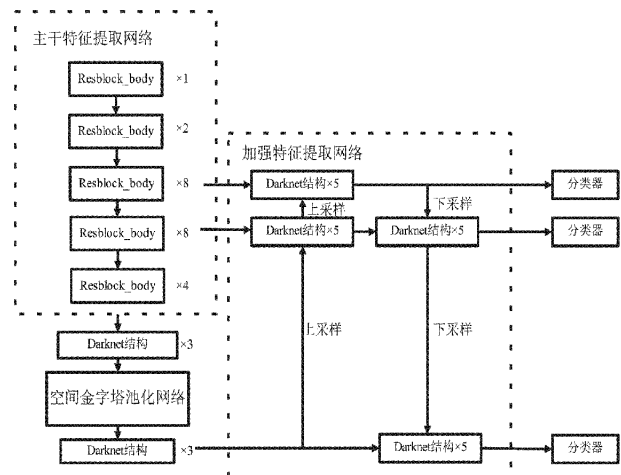 主干特征提取网络
Resblock_body ×1
Resblock_body ×2
Resblock_body ×8
Resblock_body ×8
Resblock_body ×4
Darknet结构 ×3
空间金字塔池化网络
Darknet结构 ×3
加强特征提取网络
Darknet结构×5
分类器
上采样
下采样
Darknet结构×5
Darknet结构×5
分类器
上采样
下采样
Darknet结构×5
分类器